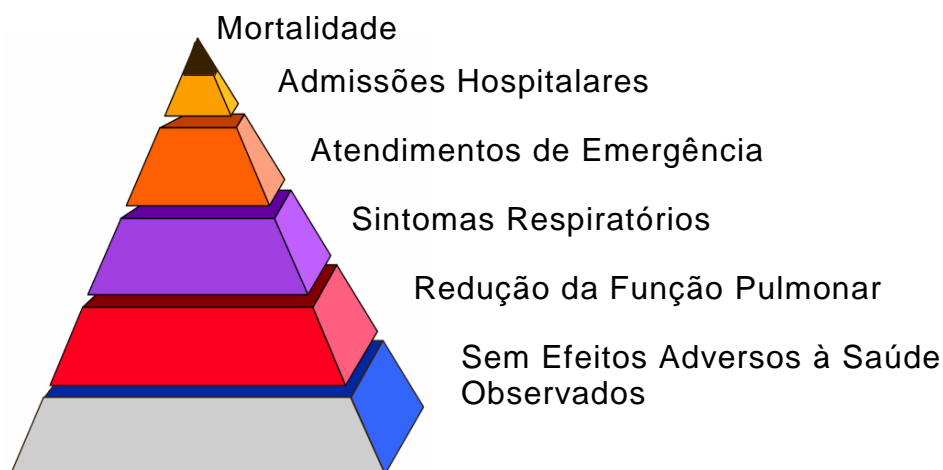 Mortalidade
Admissões Hospitalares
Atendimentos de Emergência
Sintomas Respiratórios
Redução da Função Pulmonar
Sem Efeitos Adversos à Saúde
Observados